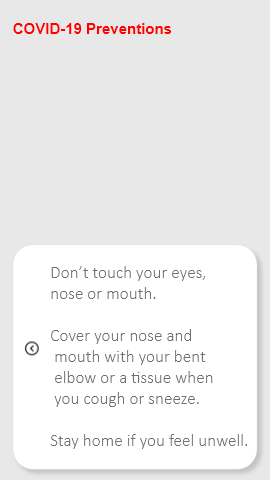 COVID-19 Preventions
Don't touch your eyes,
nose or mouth.
Cover your nose and
mouth with your bent
elbow or a tissue when
you cough or sneeze.
Stay home if you feel unwell.